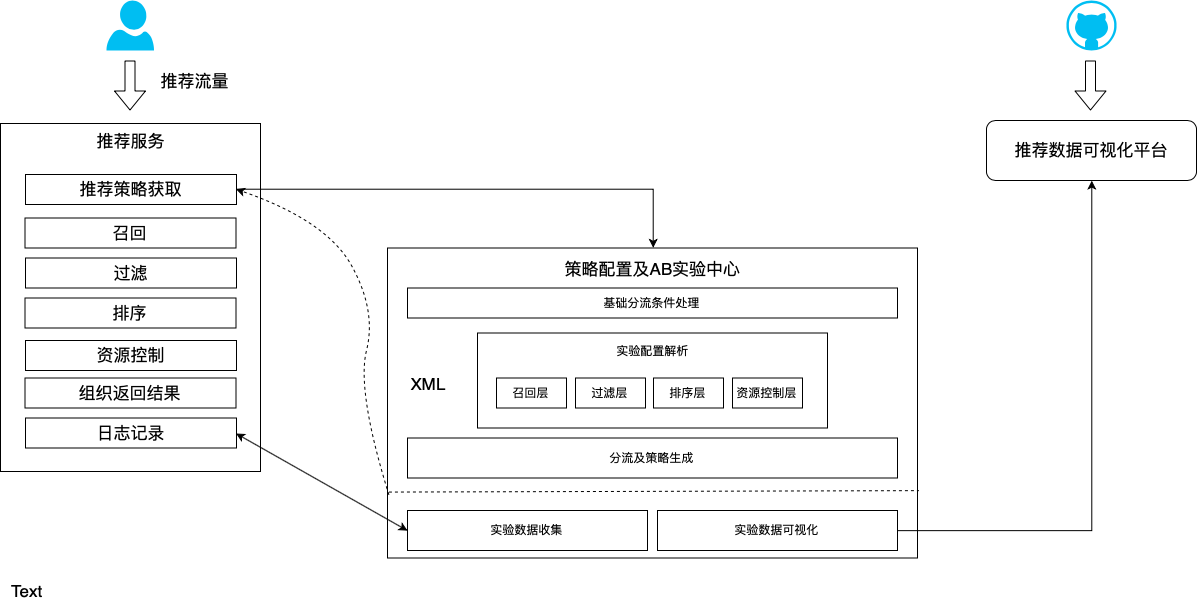 推荐流量
推荐服务
推荐策略获取
召回
过滤
排序
资源控制
组织返回结果
日志记录
策略配置及AB实验中心
基础分流条件处理
XML
实验配置解析
召回层
过滤层
排序层
资源控制层
分流及策略生成
实验数据收集
实验数据可视化
推荐数据可视化平台
Text